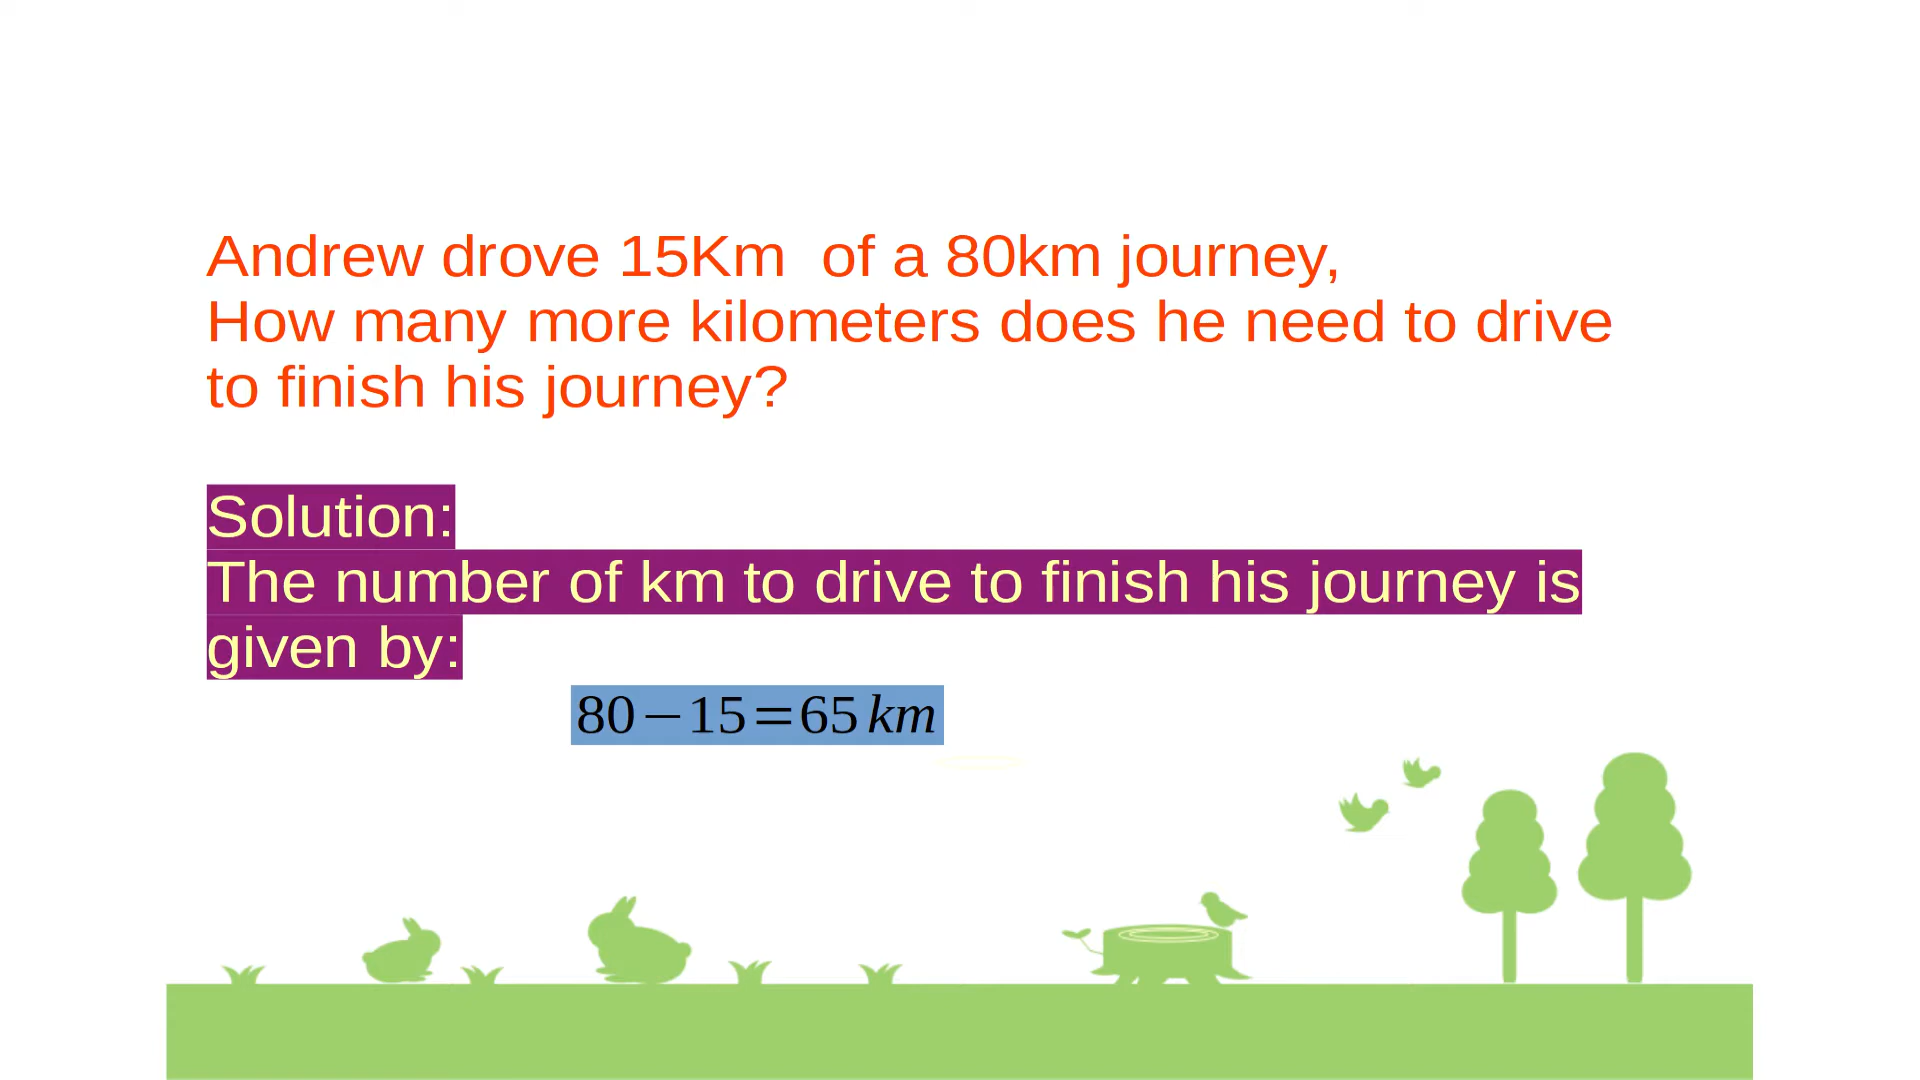 Andrew drove 15Km  of a 80km journey,
How many more kilometers does he need to drive
to finish his journey?
Solution:
The number of km to drive to finish his journey is
given by:
80−15=65 km